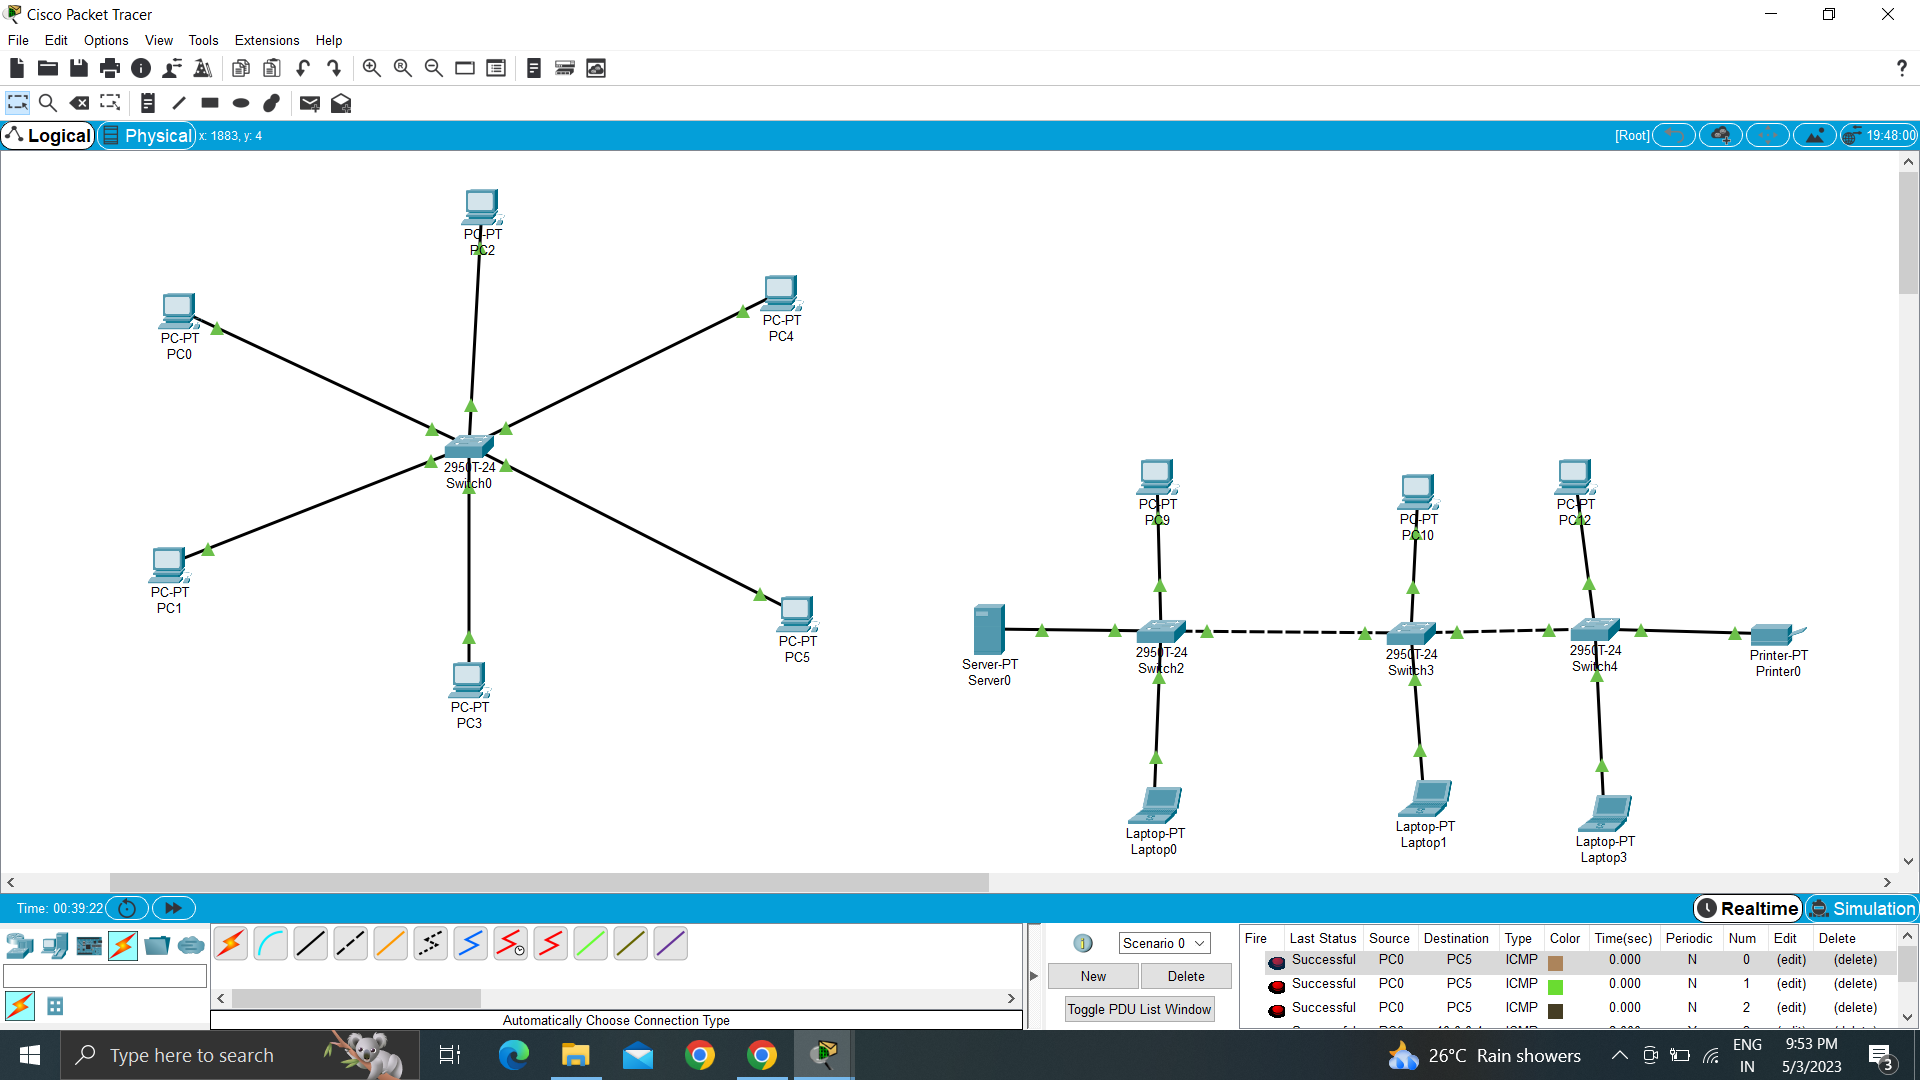 Cisco Packet Tracer
File Edit Options View Tools Extensions Help
Logical Physical x: 1883, y: 4 [Root] 19:48:00
PC-PT
PC2
PC-PT
PC4
PC-PT
PC0
2950T-24
Switch0
PC-PT
PC1
PC-PT
PC5
PC-PT
PC3
PC-PT
PC9
PC-PT
PC10
PC-PT
PC12
Server-PT
Server0
2950T-24
Switch2
2950T-24
Switch3
2950T-24
Switch4
Printer-PT
Printer0
Laptop-PT
Laptop0
Laptop-PT
Laptop1
Laptop-PT
Laptop3
Time: 00:39:22 Realtime Simulation
Scenario 0
New Delete
Toggle PDU List Window
Fire Last Status Source Destination Type Color Time(sec) Periodic Num Edit Delete
Successful PC0 PC5 ICMP 0.000 N 0 (edit) (delete)
Successful PC0 PC5 ICMP 0.000 N 1 (edit) (delete)
Successful PC0 PC5 ICMP 0.000 N 2 (edit) (delete)
Automatically Choose Connection Type
Type here to search
26°C Rain showers
ENG
IN
9:53 PM
5/3/2023
3